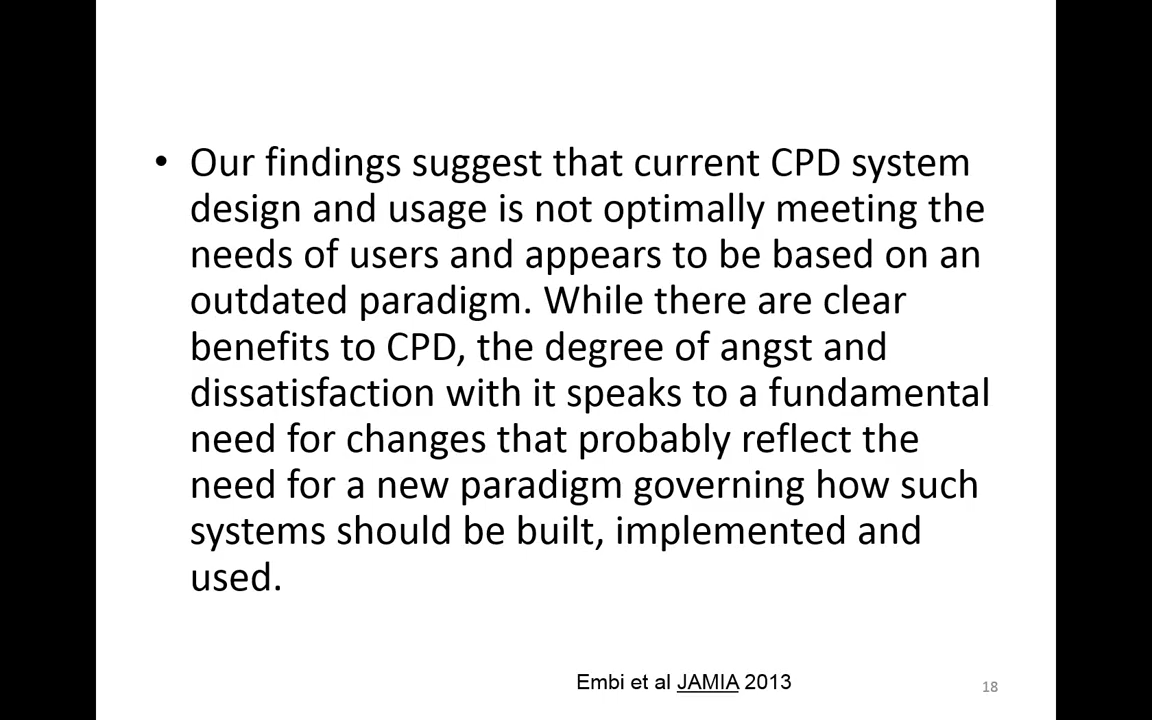 • Our findings suggest that current CPD system
design and usage is not optimally meeting the
needs of users and appears to be based on an
outdated paradigm. While there are clear
benefits to CPD, the degree of angst and
dissatisfaction with it speaks to a fundamental
need for changes that probably reflect the
need for a new paradigm governing how such
systems should be built, implemented and
used.
Embi et al JAMIA 2013
18